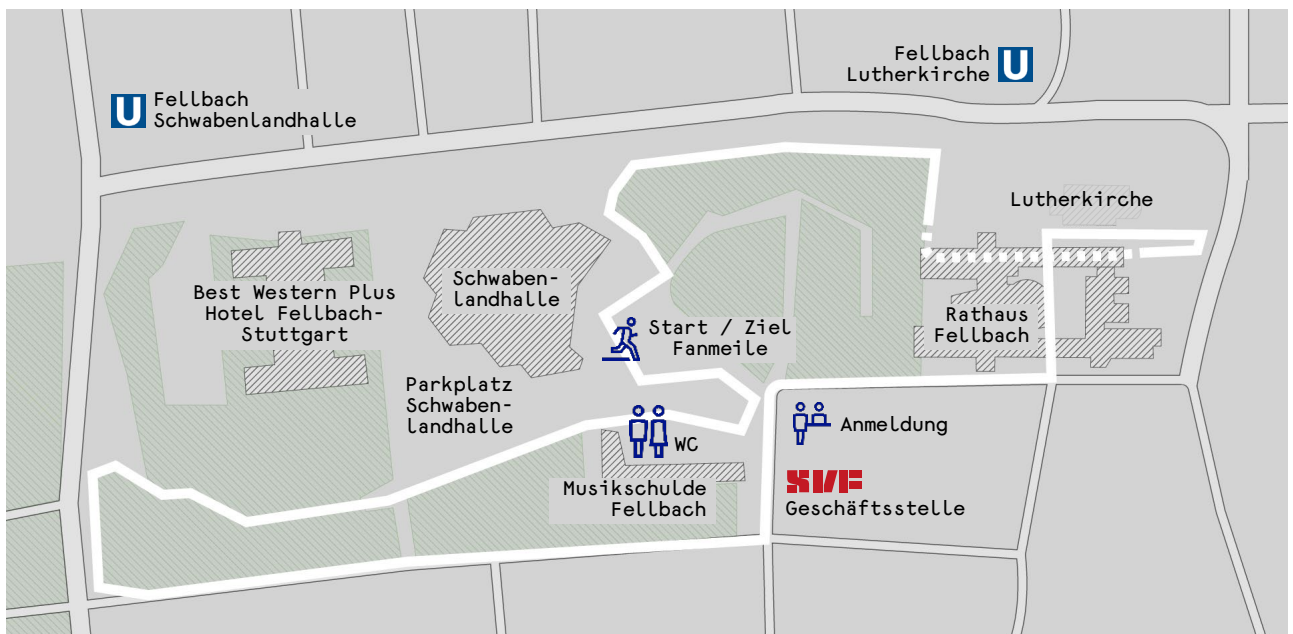 Fellbach
Lutherkirche
U
U
Fellbach
Schwabenlandhalle
Lutherkirche
Schwaben-
landhalle
Best Western Plus
Hotel Fellbach-
Stuttgart
Start / Ziel
Fanmeile
Rathaus
Fellbach
Parkplatz
Schwaben-
landhalle
WC
Anmeldung
Musikschulde
Fellbach
SVF
Geschäftsstelle